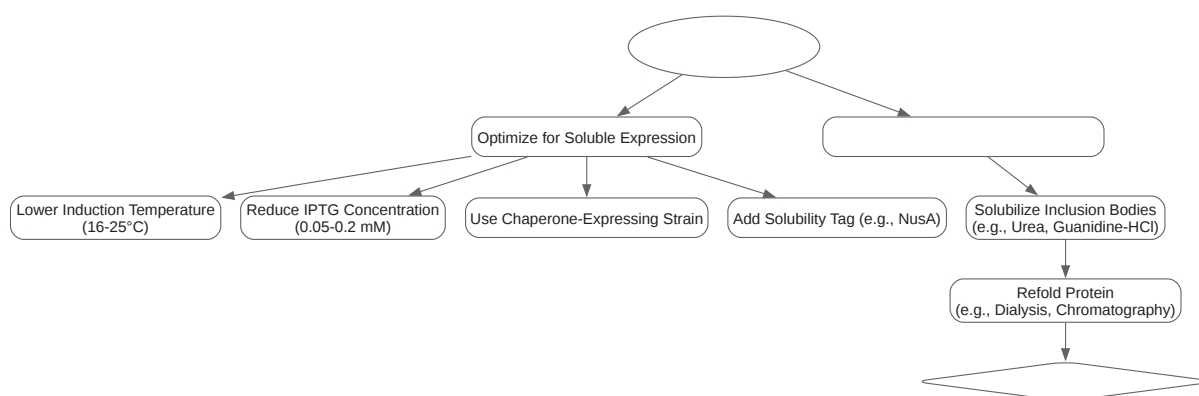 Optimize for Soluble Expression
Lower Induction Temperature
(16-25°C)
Reduce IPTG Concentration
(0.05-0.2 mM)
Use Chaperone-Expressing Strain
Add Solubility Tag (e.g., NusA)
Solubilize Inclusion Bodies
(e.g., Urea, Guanidine-HCl)
Refold Protein
(e.g., Dialysis, Chromatography)